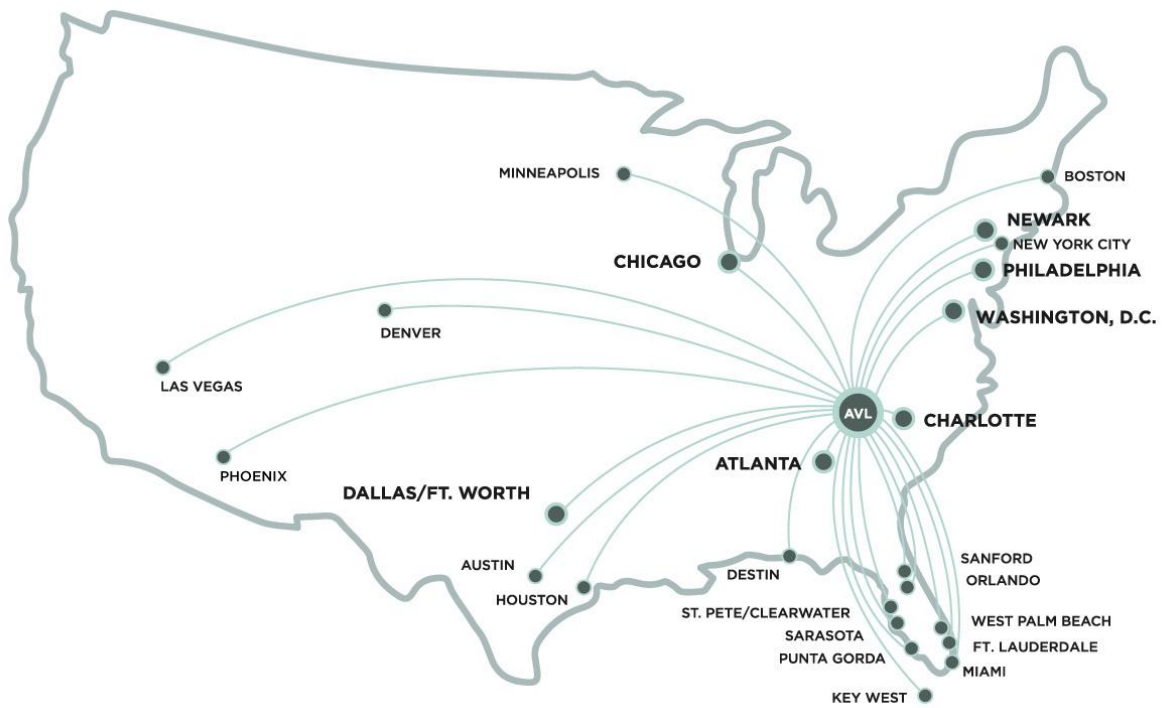 MINNEAPOLIS
BOSTON
NEWARK
NEW YORK CITY
CHICAGO
PHILADELPHIA
WASHINGTON, D.C.
DENVER
LAS VEGAS
AVL
CHARLOTTE
ATLANTA
PHOENIX
DALLAS/FT. WORTH
SANFORD
AUSTIN
DESTIN
ORLANDO
HOUSTON
ST. PETE/CLEARWATER
WEST PALM BEACH
SARASOTA
FT. LAUDERDALE
PUNTA GORDA
MIAMI
KEY WEST